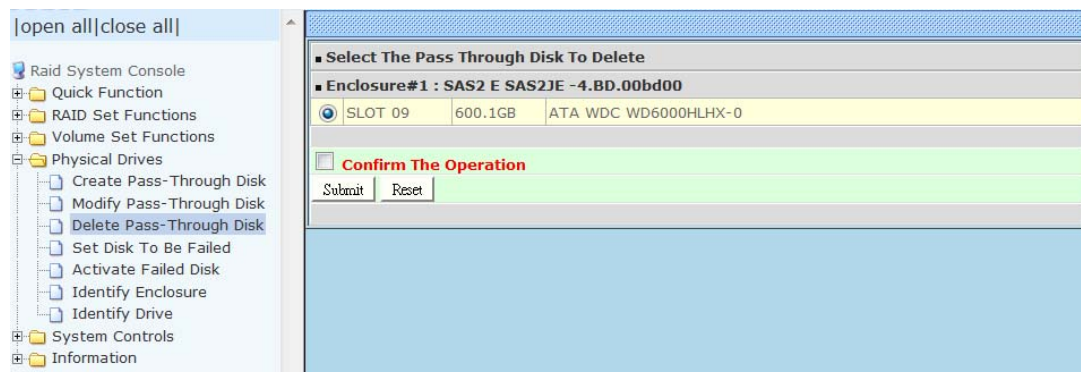 |open all|close all|
Raid System Console
Quick Function
RAID Set Functions
Volume Set Functions
Physical Drives
Create Pass-Through Disk
Modify Pass-Through Disk
Delete Pass-Through Disk
Set Disk To Be Failed
Activate Failed Disk
Identify Enclosure
Identify Drive
System Controls
Information
Select The Pass Through Disk To Delete
Enclosure#1 : SAS2 E SAS2JE -4.BD.00bd00
SLOT 09 600.1GB ATA WDC WD6000HLHX-0
Confirm The Operation
Submit Reset